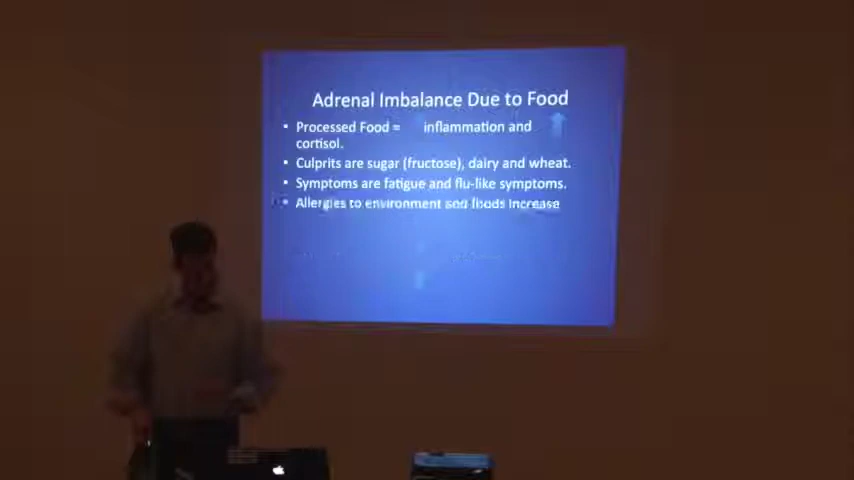 Adrenal Imbalance Due to Food
• Processed Food = inflammation and
cortisol.
• Culprits are sugar (fructose), dairy and wheat.
• Symptoms are fatigue and flu-like symptoms.
• Allergies to environment and foods increase